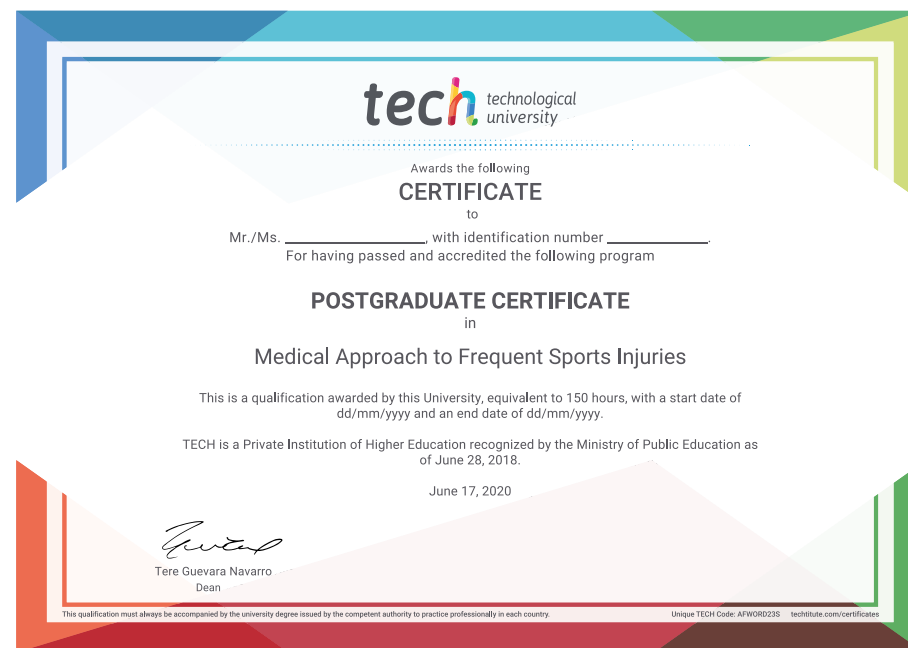 tech technological
university
Awards the following
CERTIFICATE
to
Mr./Ms. ____________________, with identification number ______________.
For having passed and accredited the following program
POSTGRADUATE CERTIFICATE
in
Medical Approach to Frequent Sports Injuries
This is a qualification awarded by this University, equivalent to 150 hours, with a start date of
dd/mm/yyyy and an end date of dd/mm/yyyy.
TECH is a Private Institution of Higher Education recognized by the Ministry of Public Education as
of June 28, 2018.
June 17, 2020
Tere Guevara Navarro
Dean
This qualification must always be accompanied by the university degree issued by the competent authority to practice professionally in each country. Unique TECH Code: AFWORD23S techtitute.com/certificates